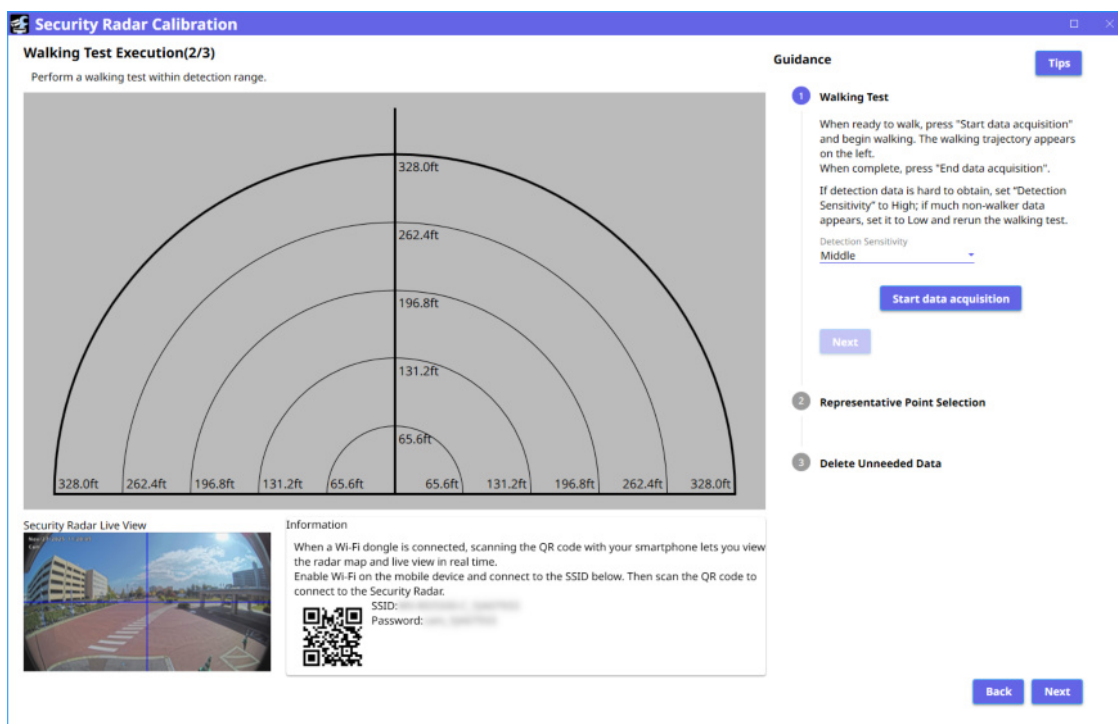 Security Radar Calibration
Walking Test Execution(2/3)
Perform a walking test within detection range.
328.0ft
262.4ft
196.8ft
131.2ft
65.6ft
328.0ft 262.4ft 196.8ft 131.2ft 65.6ft 65.6ft 131.2ft 196.8ft 262.4ft 328.0ft
Security Radar Live View
Information
When a Wi-Fi dongle is connected, scanning the QR code with your smartphone lets you view
the radar map and live view in real time.
Enable Wi-Fi on the mobile device and connect to the SSID below. Then scan the QR code to
connect to the Security Radar.
SSID:
Password:
Guidance
Tips
1 Walking Test
When ready to walk, press "Start data acquisition"
and begin walking. The walking trajectory appears
on the left.
When complete, press "End data acquisition".
If detection data is hard to obtain, set “Detection
Sensitivity” to High; if much non-walker data
appears, set it to Low and rerun the walking test.
Detection Sensitivity
Middle
Start data acquisition
Next
2 Representative Point Selection
3 Delete Unneeded Data
Back Next